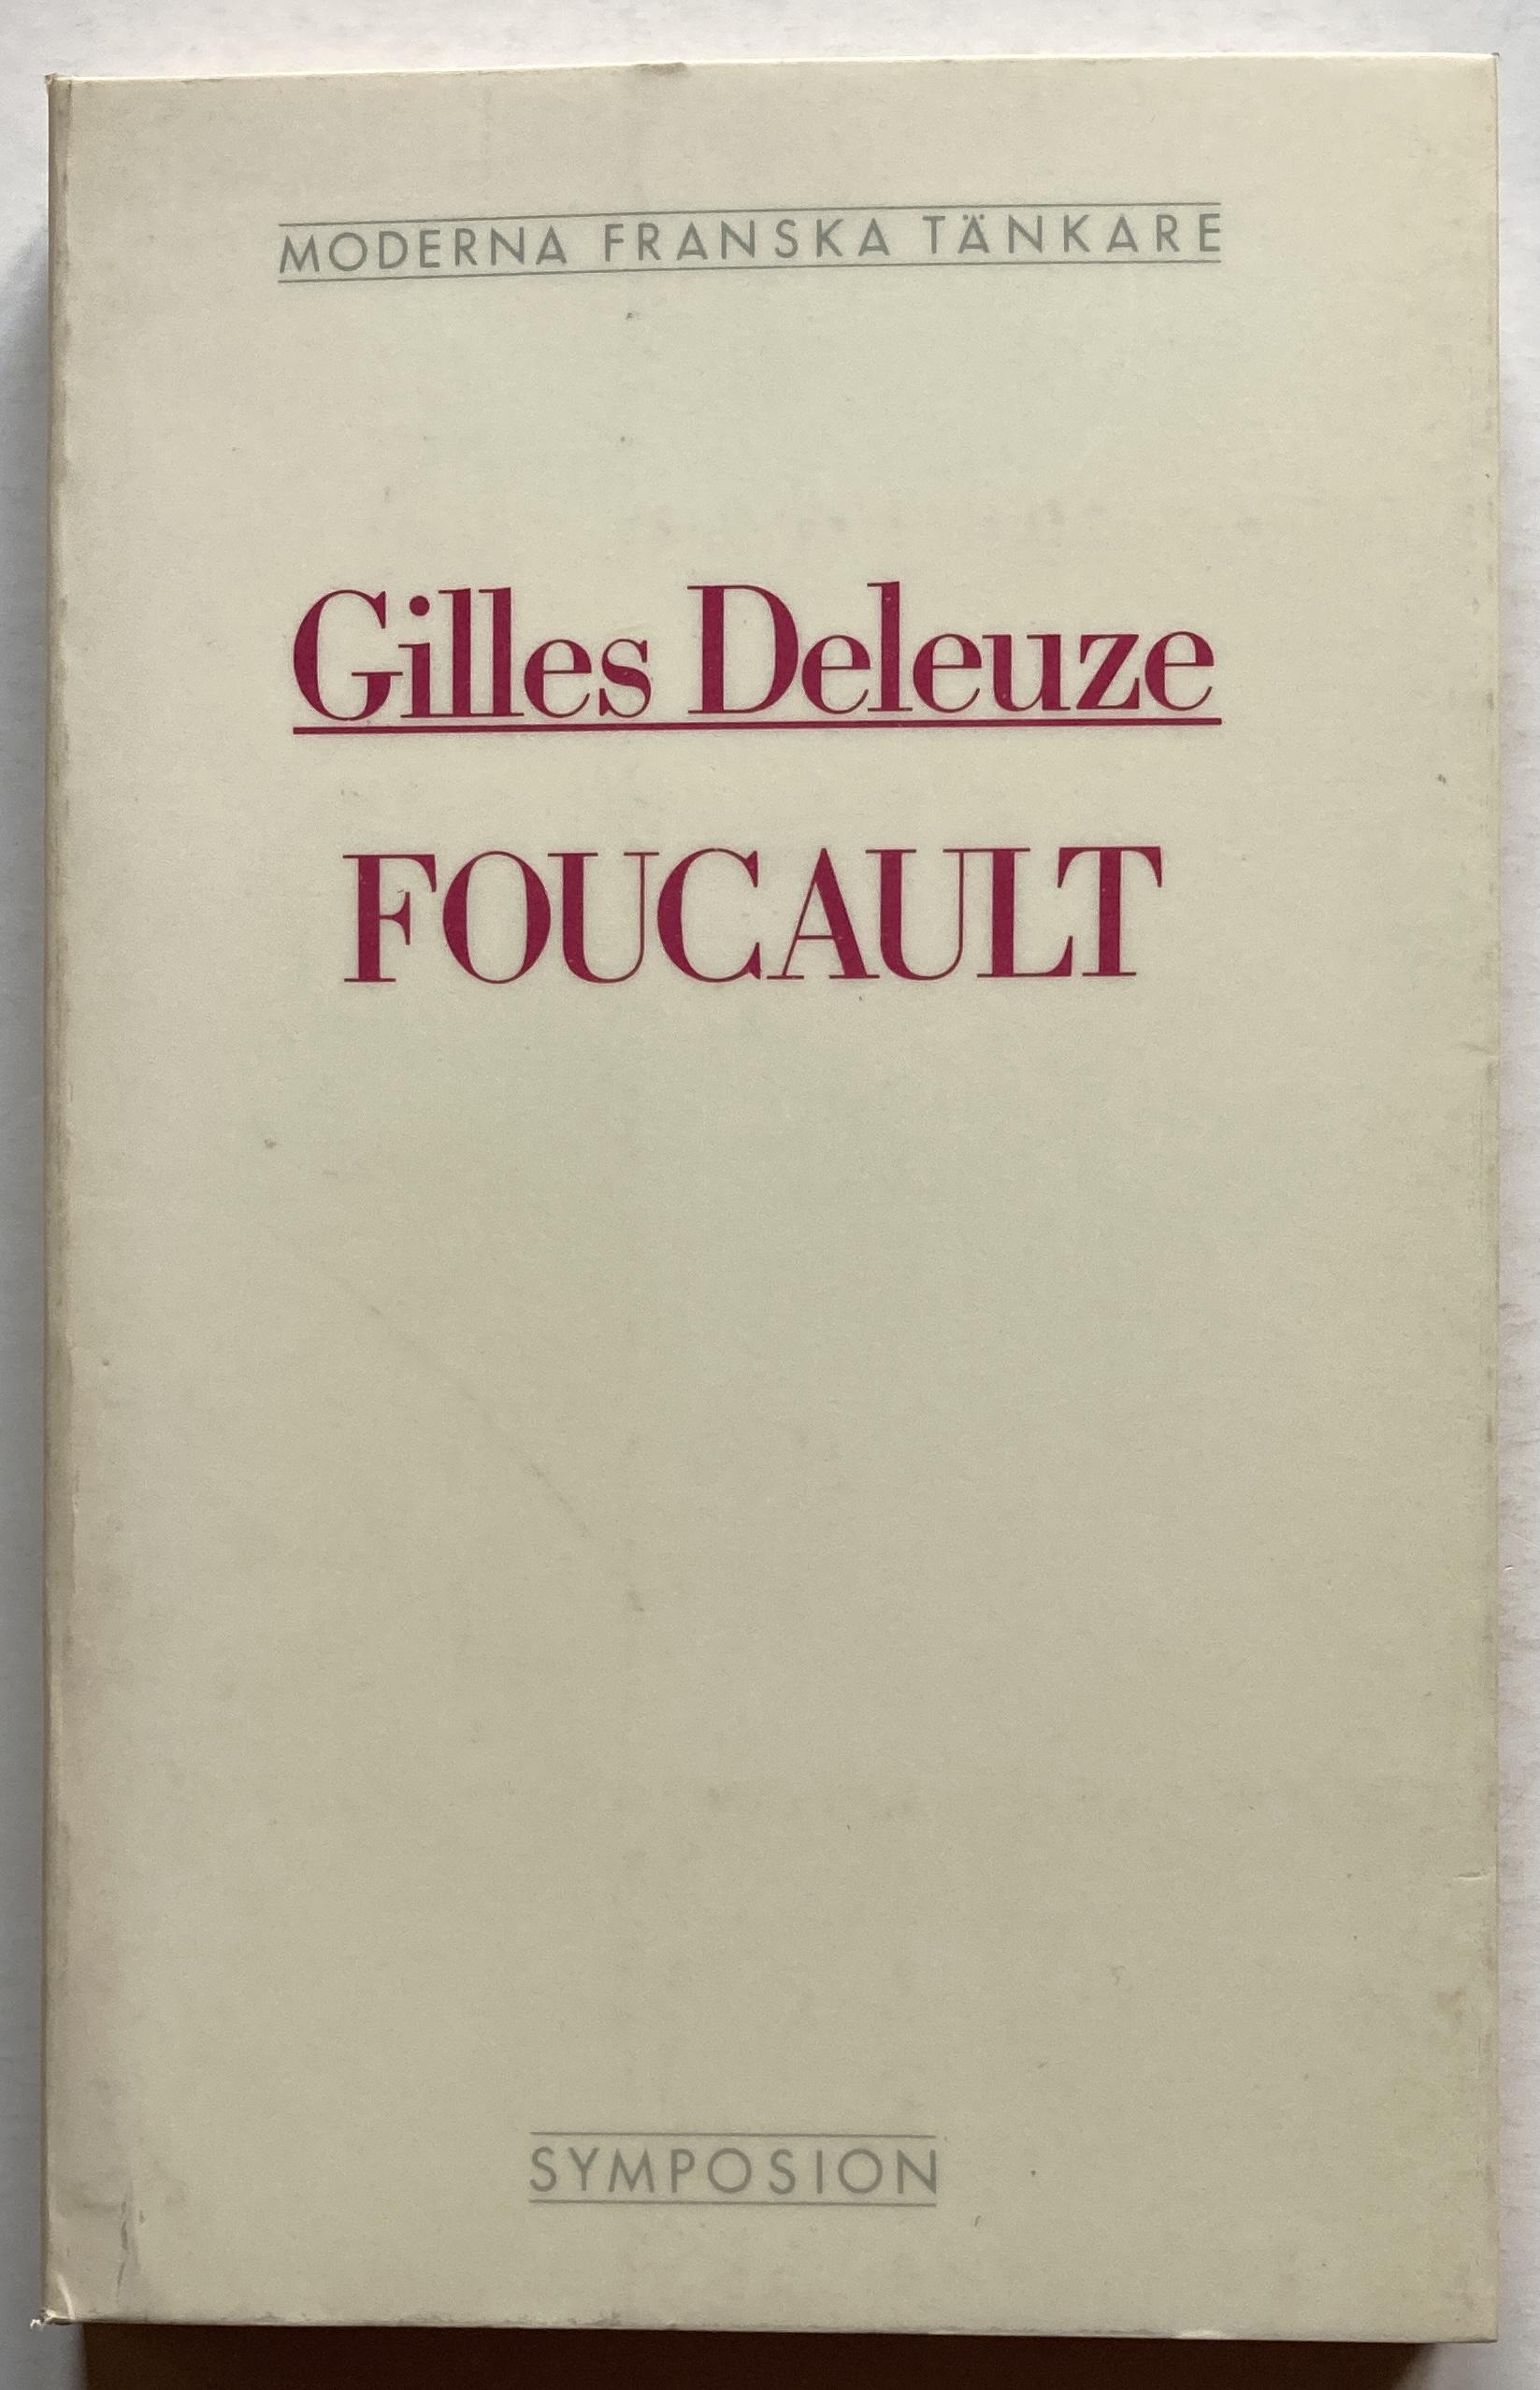 MODERNA FRANSKA TÄNKARE
Gilles Deleuze
FOUCAULT
SYMPOSION